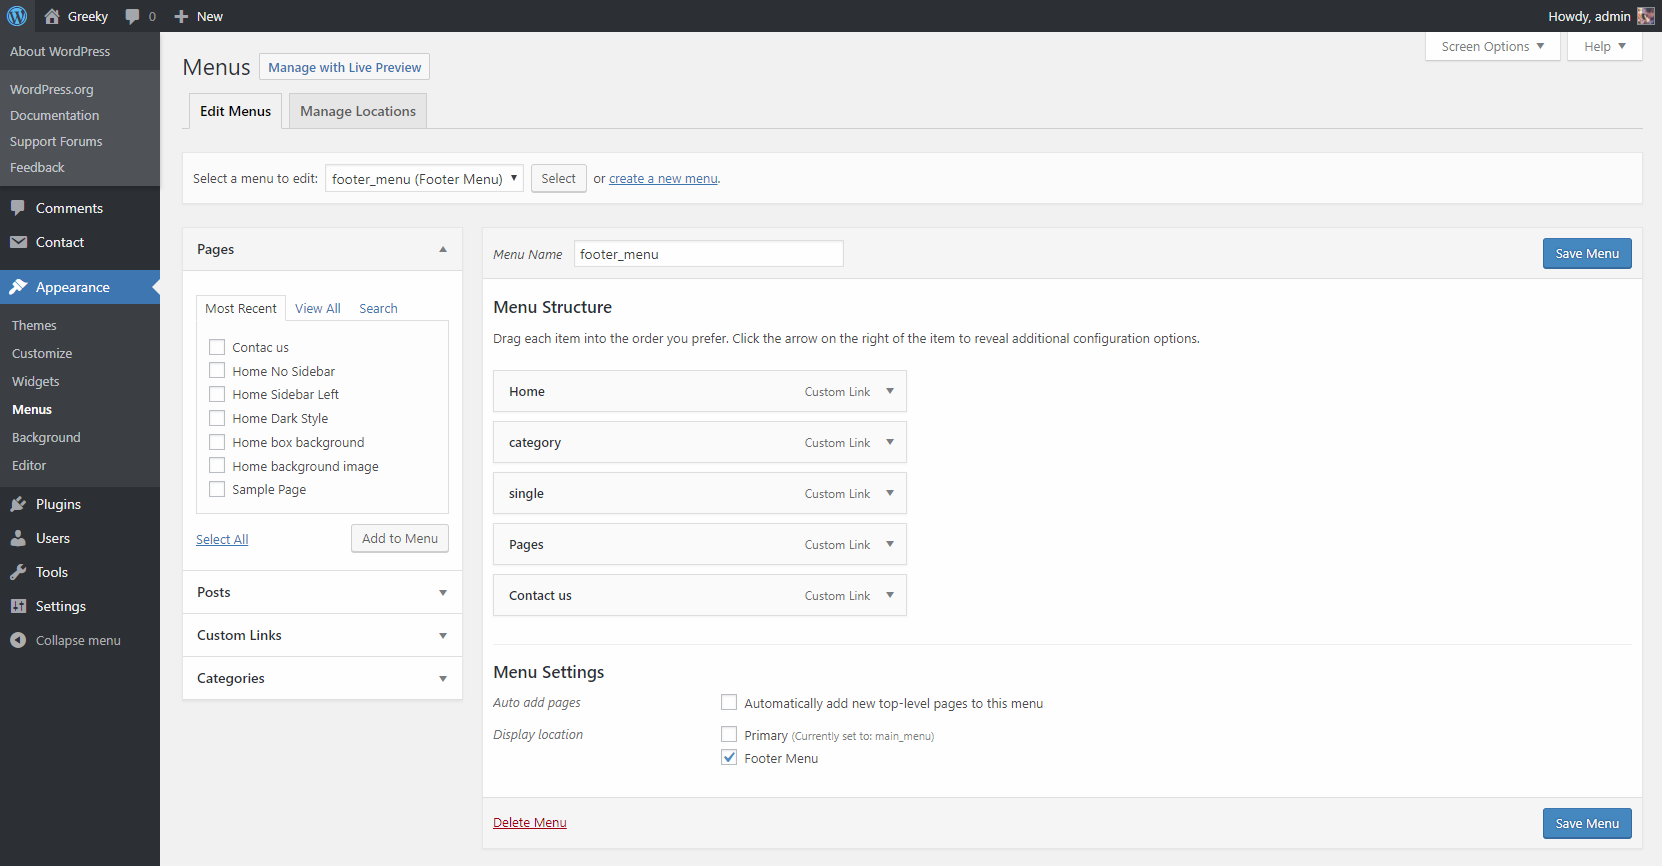 Greeky 0 New Howdy, admin
About WordPress
WordPress.org
Documentation
Support Forums
Feedback
Comments
Contact
Appearance
Themes
Customize
Widgets
Menus
Background
Editor
Plugins
Users
Tools
Settings
Collapse menu
Screen Options Help
Menus Manage with Live Preview
Edit Menus Manage Locations
Select a menu to edit: footer_menu (Footer Menu) Select or create a new menu.
Pages
Most Recent View All Search
Contac us
Home No Sidebar
Home Sidebar Left
Home Dark Style
Home box background
Home background image
Sample Page
Select All Add to Menu
Posts
Custom Links
Categories
Menu Name footer_menu Save Menu
Menu Structure
Drag each item into the order you prefer. Click the arrow on the right of the item to reveal additional configuration options.
Home Custom Link
category Custom Link
single Custom Link
Pages Custom Link
Contact us Custom Link
Menu Settings
Auto add pages Automatically add new top-level pages to this menu
Display location Primary (Currently set to: main_menu)
Footer Menu
Delete Menu Save Menu